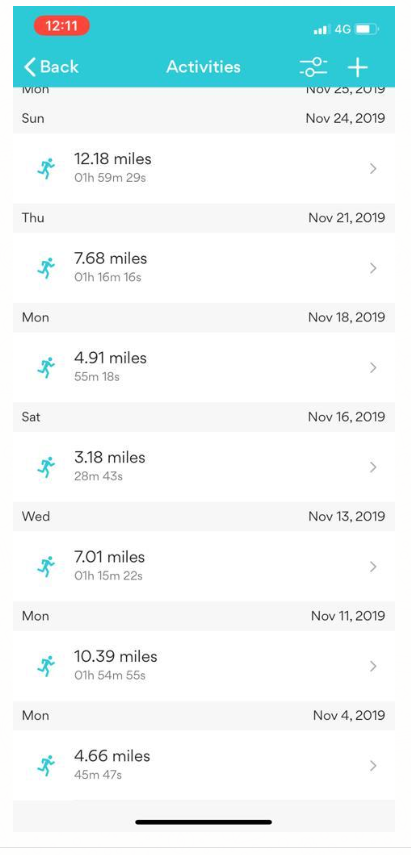 12:11
4G
Back
Activities
Mon Nov 25, 2019
Sun Nov 24, 2019
12.18 miles
01h 59m 29s
Thu Nov 21, 2019
7.68 miles
01h 16m 16s
Mon Nov 18, 2019
4.91 miles
55m 18s
Sat Nov 16, 2019
3.18 miles
28m 43s
Wed Nov 13, 2019
7.01 miles
01h 15m 22s
Mon Nov 11, 2019
10.39 miles
01h 54m 55s
Mon Nov 4, 2019
4.66 miles
45m 47s